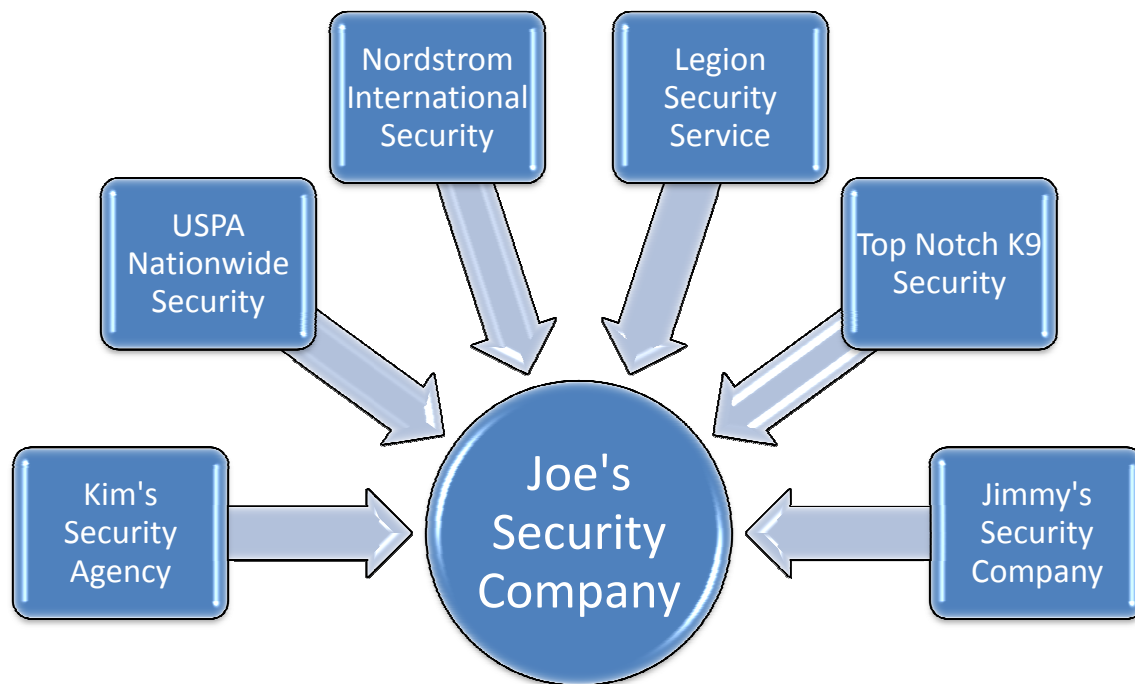 Nordstrom
International
Security
Legion
Security
Service
USPA
Nationwide
Security
Top Notch K9
Security
Kim's
Security
Agency
Joe's
Security
Company
Jimmy's
Security
Company